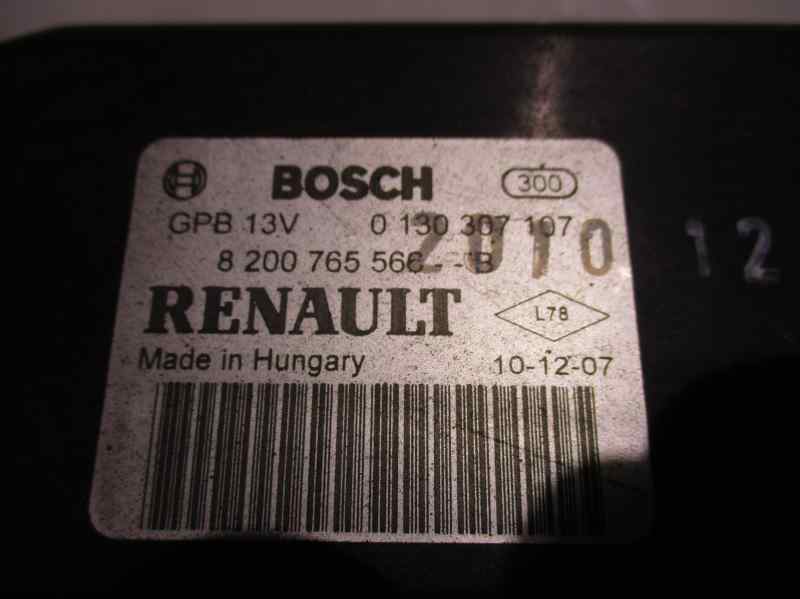 BOSCH 300
GPB 13V 0 130 307 107
8 200 765 566 -- B
2010 12
RENAULT L78
Made in Hungary 10-12-07